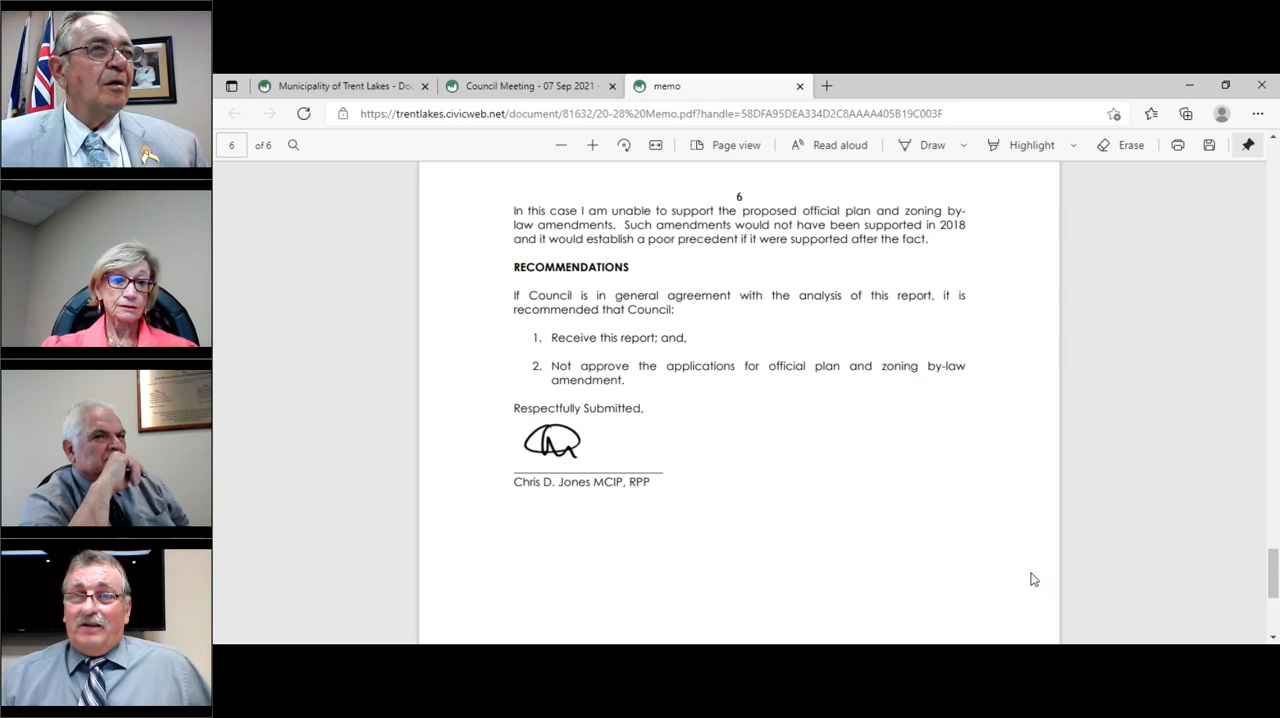 Municipality of Trent Lakes - Doc
Council Meeting - 07 Sep 2021 -
memo
https://trentlakes.civicweb.net/document/81632/20-28%20Memo.pdf?handle=58DFA95DEA334D2C8AAAA405B19C003F
6 of 6
Page view
Read aloud
Draw
Highlight
Erase
6
In this case I am unable to support the proposed official plan and zoning by-
law amendments. Such amendments would not have been supported in 2018
and it would establish a poor precedent if it were supported after the fact.
RECOMMENDATIONS
If Council is in general agreement with the analysis of this report, it is
recommended that Council:
1. Receive this report; and,
2. Not approve the applications for official plan and zoning by-law
amendment.
Respectfully Submitted,
Chris D. Jones MCIP, RPP